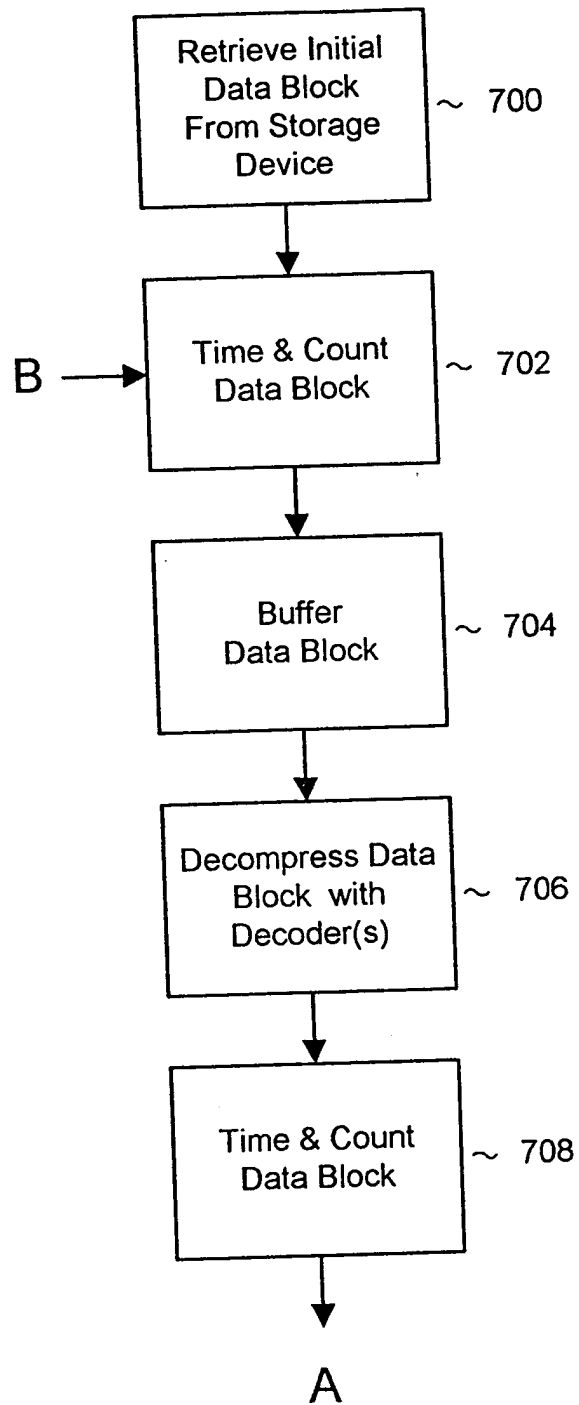 Retrieve Initial
Data Block
From Storage
Device
~ 700
Time & Count
Data Block
~ 702
B
Buffer
Data Block
~ 704
Decompress Data
Block with
Decoder(s)
~ 706
Time & Count
Data Block
~ 708
A